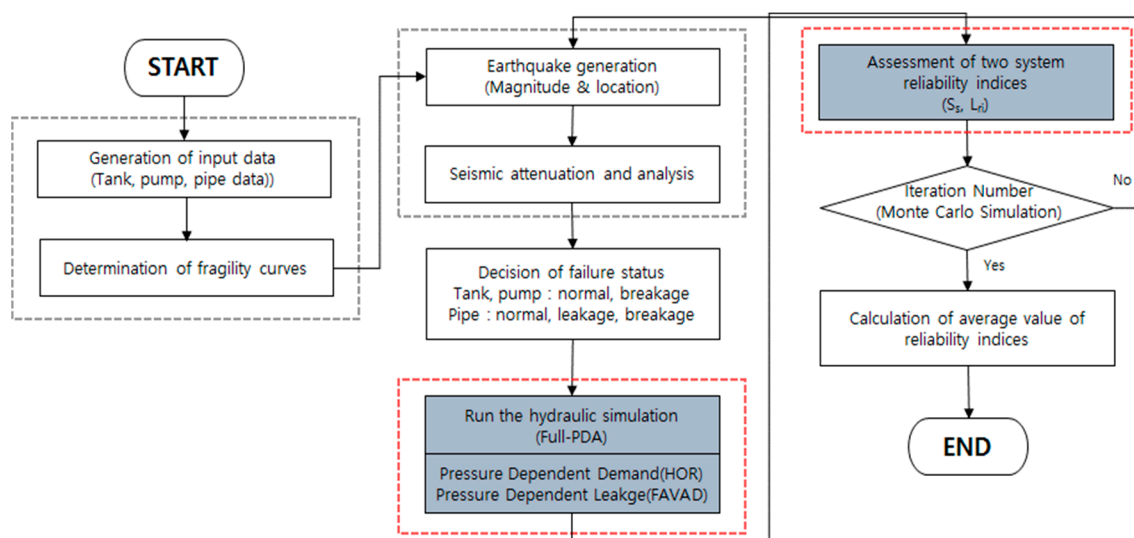 START
Generation of input data
(Tank, pump, pipe data))
Determination of fragility curves
Earthquake generation
(Magnitude & location)
Seismic attenuation and analysis
Decision of failure status
Tank, pump : normal, breakage
Pipe : normal, leakage, breakage
Run the hydraulic simulation
(Full-PDA)
Pressure Dependent Demand(HOR)
Pressure Dependent Leakge(FAVAD)
Assessment of two system
reliability indices
(Ss, Lri)
Iteration Number
(Monte Carlo Simulation)
No
Yes
Calculation of average value of
reliability indices
END